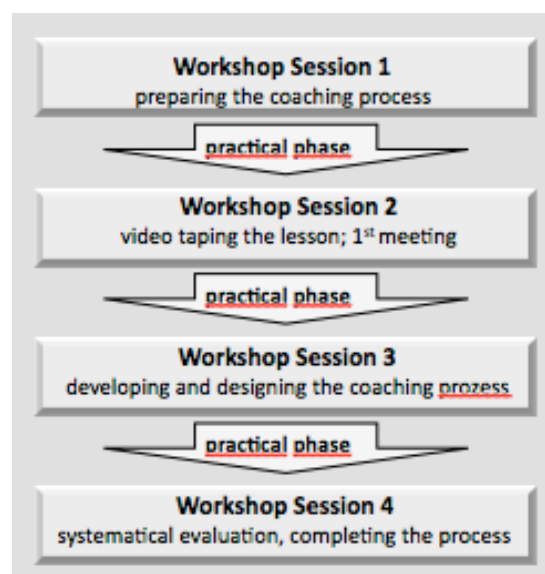 Workshop Session 1
preparing the coaching process
practical phase
Workshop Session 2
video taping the lesson; 1st meeting
practical phase
Workshop Session 3
developing and designing the coaching prozess
practical phase
Workshop Session 4
systematical evaluation, completing the process